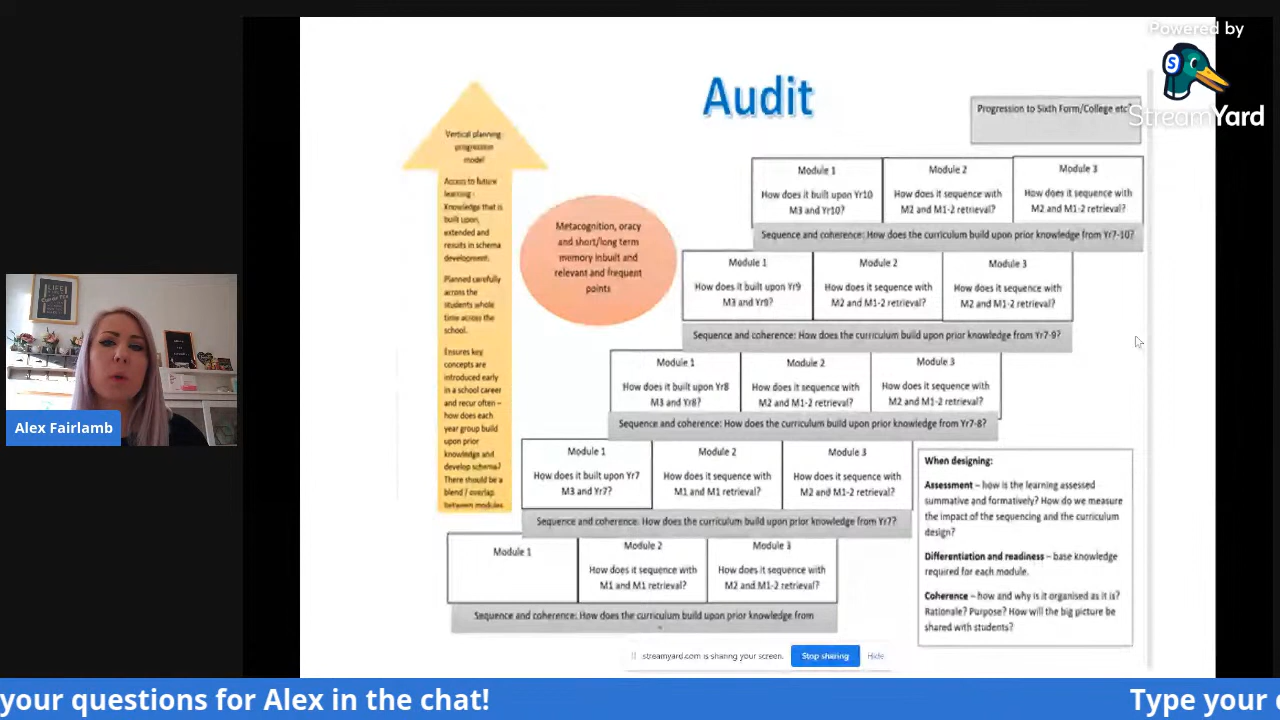 Powered by
StreamYard
Audit
Progression to Sixth Form/College etc
Vertical planning
progression
model
Access to future
learning :
Knowledge that is
built upon,
extended and
results in schema
development.
Planned carefully
across the
students whole
time across the
school.
Ensures key
concepts are
introduced early
in a school career
and recur often –
how does each
year group build
upon prior
knowledge and
develop schema?
There should be a
blend / overlap
between modules
Metacognition, oracy
and short/long term
memory inbuilt and
relevant and frequent
points
Module 1
How does it built upon Yr10
M3 and Yr10?
Module 2
How does it sequence with
M2 and M1-2 retrieval?
Module 3
How does it sequence with
M2 and M1-2 retrieval?
Sequence and coherence: How does the curriculum build upon prior knowledge from Yr7-10?
Module 1
How does it built upon Yr9
M3 and Yr9?
Module 2
How does it sequence with
M2 and M1-2 retrieval?
Module 3
How does it sequence with
M2 and M1-2 retrieval?
Sequence and coherence: How does the curriculum build upon prior knowledge from Yr7-9?
Module 1
How does it built upon Yr8
M3 and Yr8?
Module 2
How does it sequence with
M2 and M1-2 retrieval?
Module 3
How does it sequence with
M2 and M1-2 retrieval?
Sequence and coherence: How does the curriculum build upon prior knowledge from Yr7-8?
Module 1
How does it built upon Yr7
M3 and Yr7?
Module 2
How does it sequence with
M1 and M1 retrieval?
Module 3
How does it sequence with
M2 and M1-2 retrieval?
Sequence and coherence: How does the curriculum build upon prior knowledge from Yr7?
Module 1
Module 2
How does it sequence with
M1 and M1 retrieval?
Module 3
How does it sequence with
M2 and M1-2 retrieval?
Sequence and coherence: How does the curriculum build upon prior knowledge from
When designing:
Assessment – how is the learning assessed
summative and formatively? How do we measure
the impact of the sequencing and the curriculum
design?
Differentiation and readiness – base knowledge
required for each module.
Coherence – how and why is it organised as it is?
Rationale? Purpose? How will the big picture be
shared with students?
Alex Fairlamb
streamyard.com is sharing your screen.
Stop sharing
Hide
your questions for Alex in the chat!
Type your